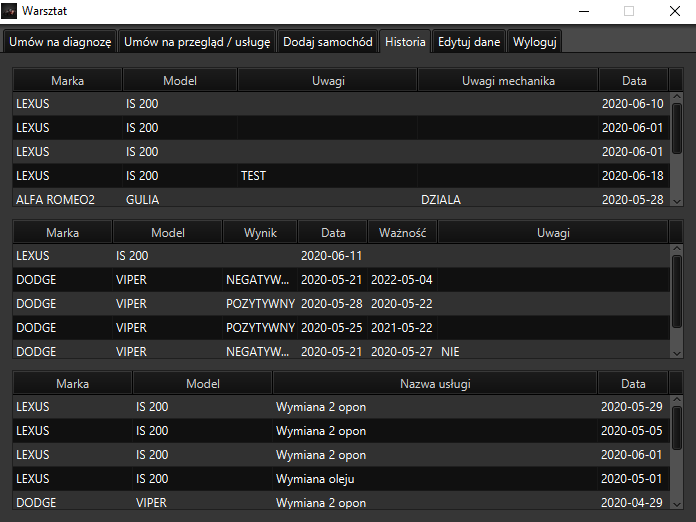 Warsztat
Umów na diagnozę Umów na przegląd / usługę Dodaj samochód Historia Edytuj dane Wyloguj
Marka Model Uwagi Uwagi mechanika Data
LEXUS IS 200 2020-06-10
LEXUS IS 200 2020-06-01
LEXUS IS 200 2020-06-01
LEXUS IS 200 TEST 2020-06-18
ALFA ROMEO2 GULIA DZIALA 2020-05-28
Marka Model Wynik Data Ważność Uwagi
LEXUS IS 200 2020-06-11
DODGE VIPER NEGATYW... 2020-05-21 2022-05-04
DODGE VIPER POZYTYWNY 2020-05-28 2020-05-22
DODGE VIPER POZYTYWNY 2020-05-25 2021-05-22
DODGE VIPER NEGATYW... 2020-05-21 2020-05-27 NIE
Marka Model Nazwa usługi Data
LEXUS IS 200 Wymiana 2 opon 2020-05-29
LEXUS IS 200 Wymiana 2 opon 2020-05-05
LEXUS IS 200 Wymiana 2 opon 2020-06-01
LEXUS IS 200 Wymiana oleju 2020-05-01
DODGE VIPER Wymiana 2 opon 2020-04-29